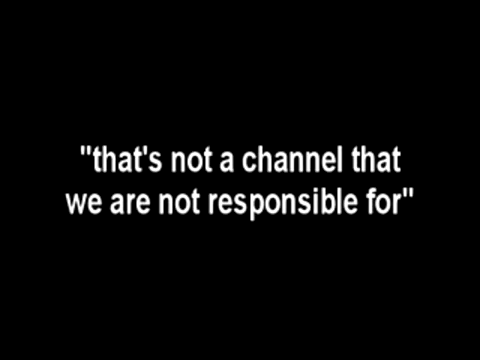 "that's not a channel that
we are not responsible for"